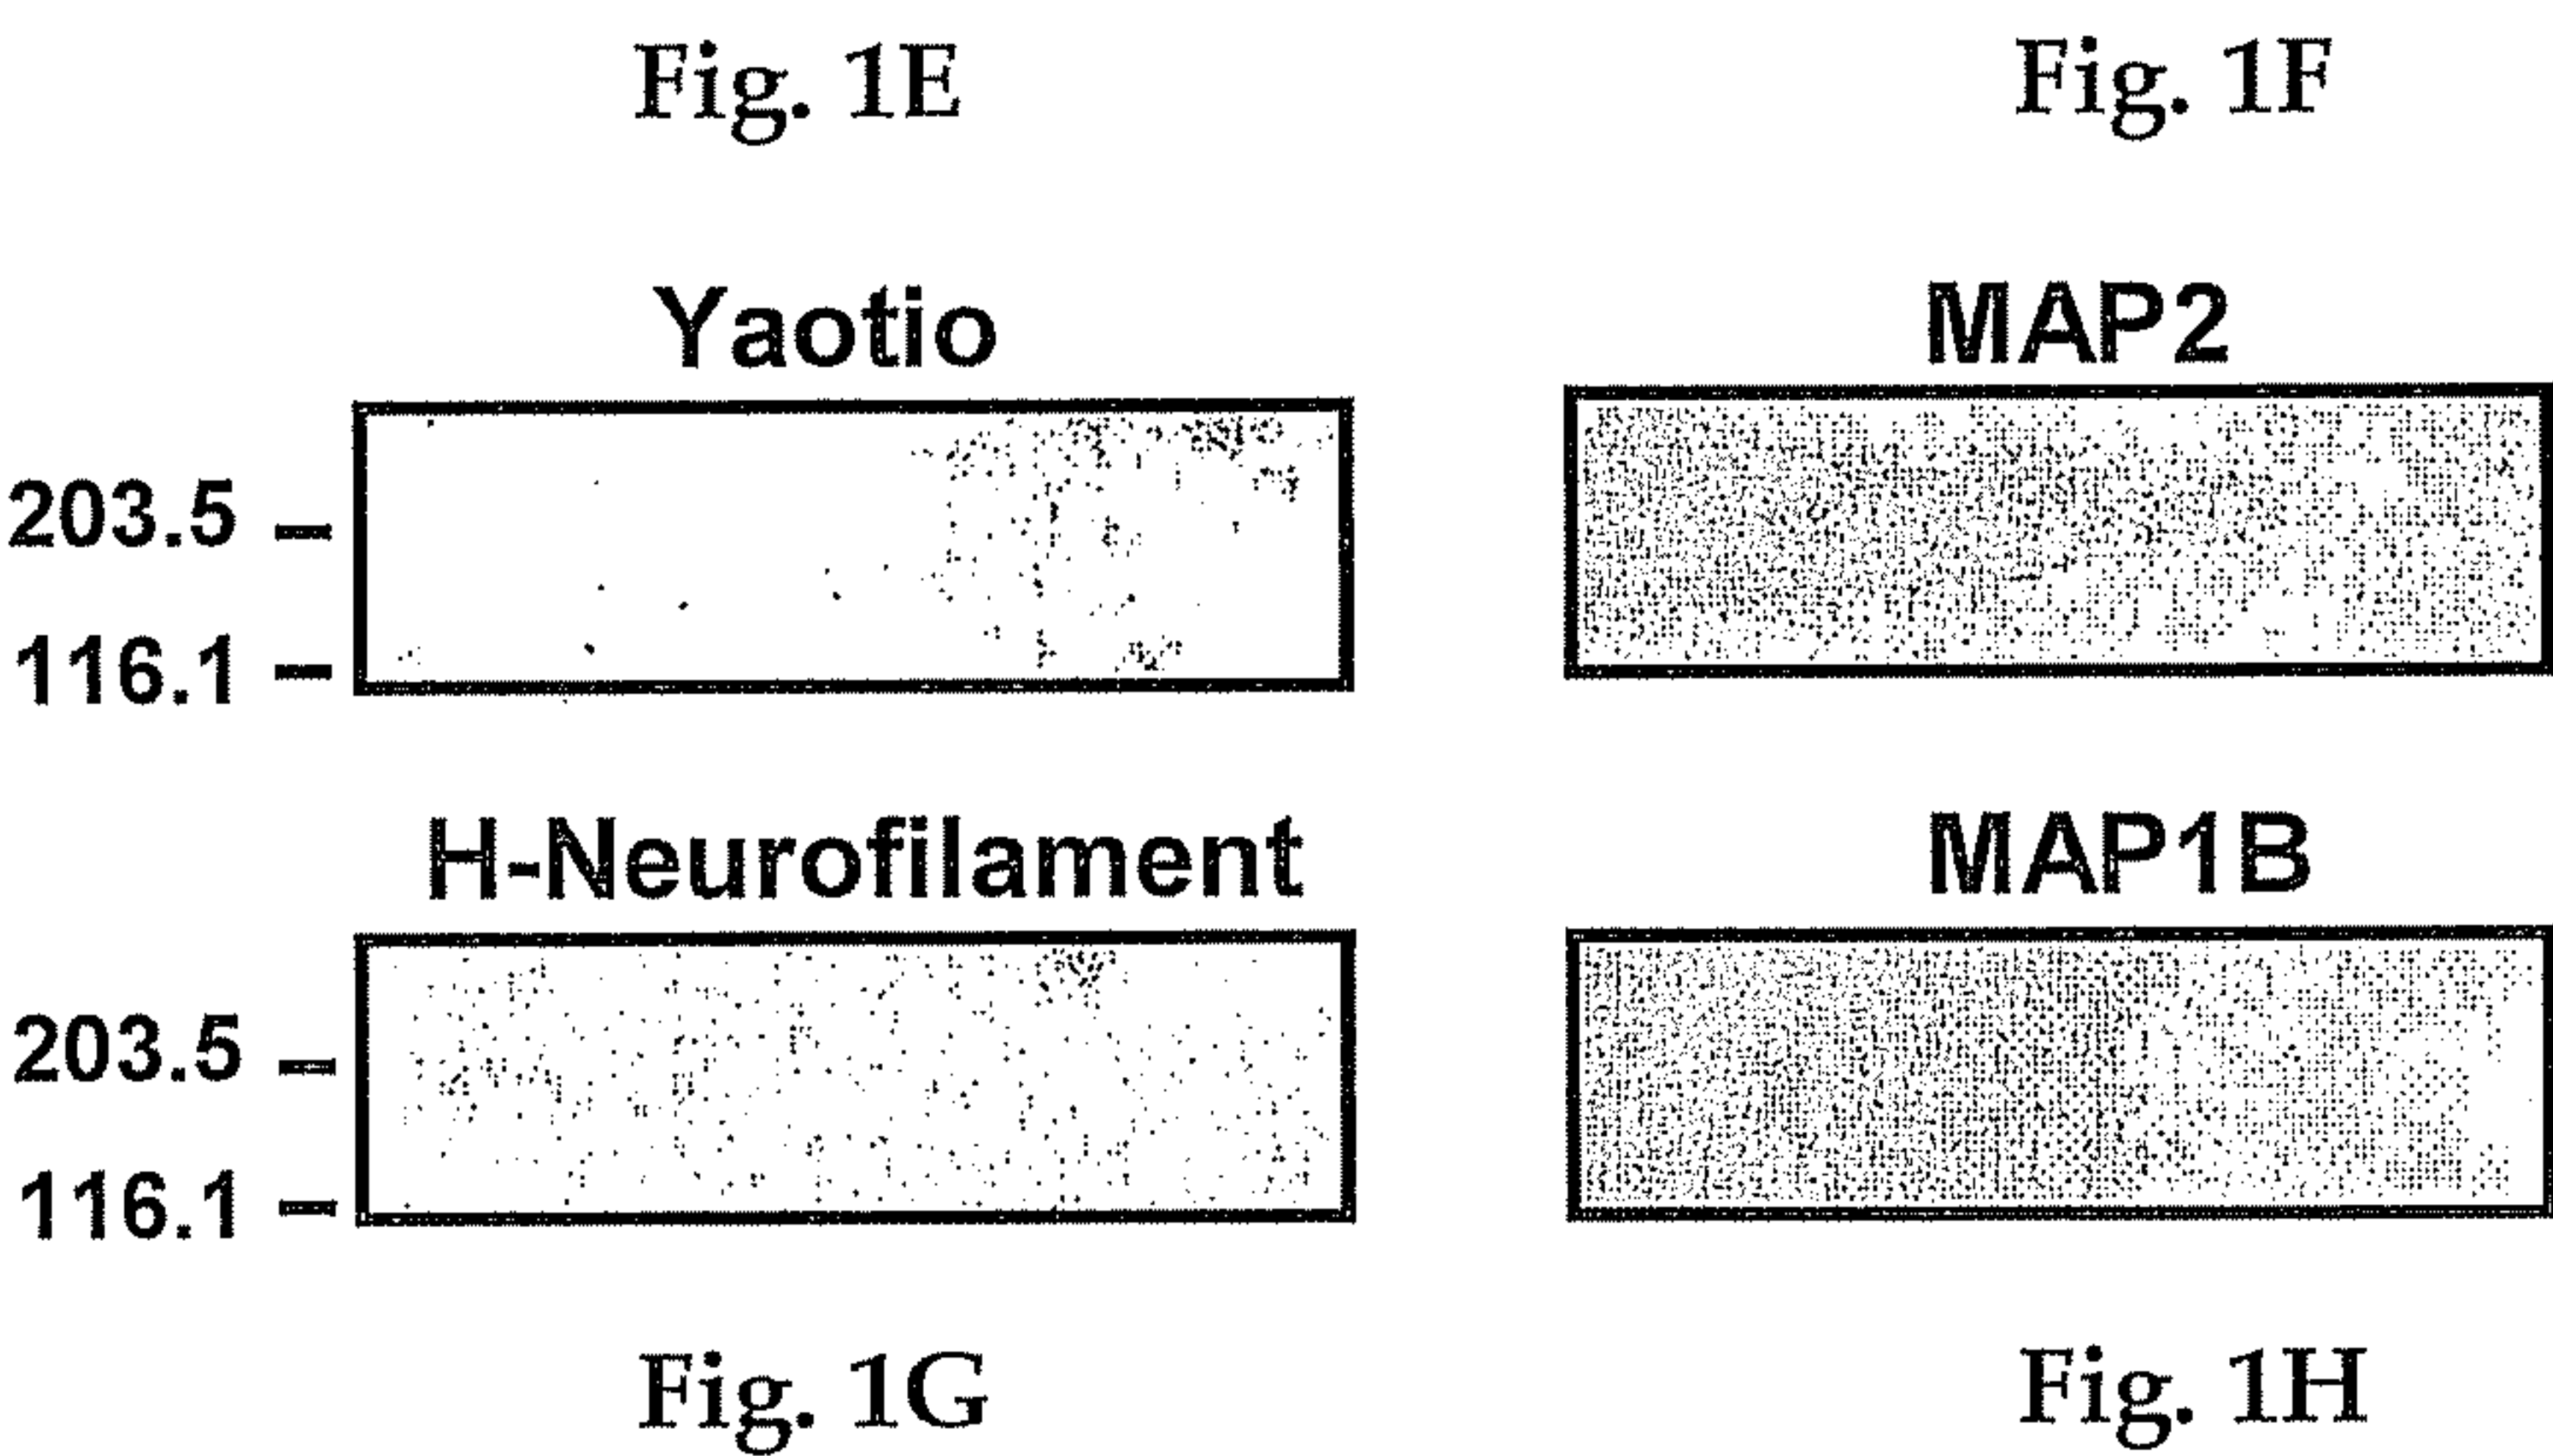 Fig. 1E Fig. 1F
Yaotio MAP2
203.5
116.1
H-Neurofilament MAP1B
203.5
116.1
Fig. 1G Fig. 1H